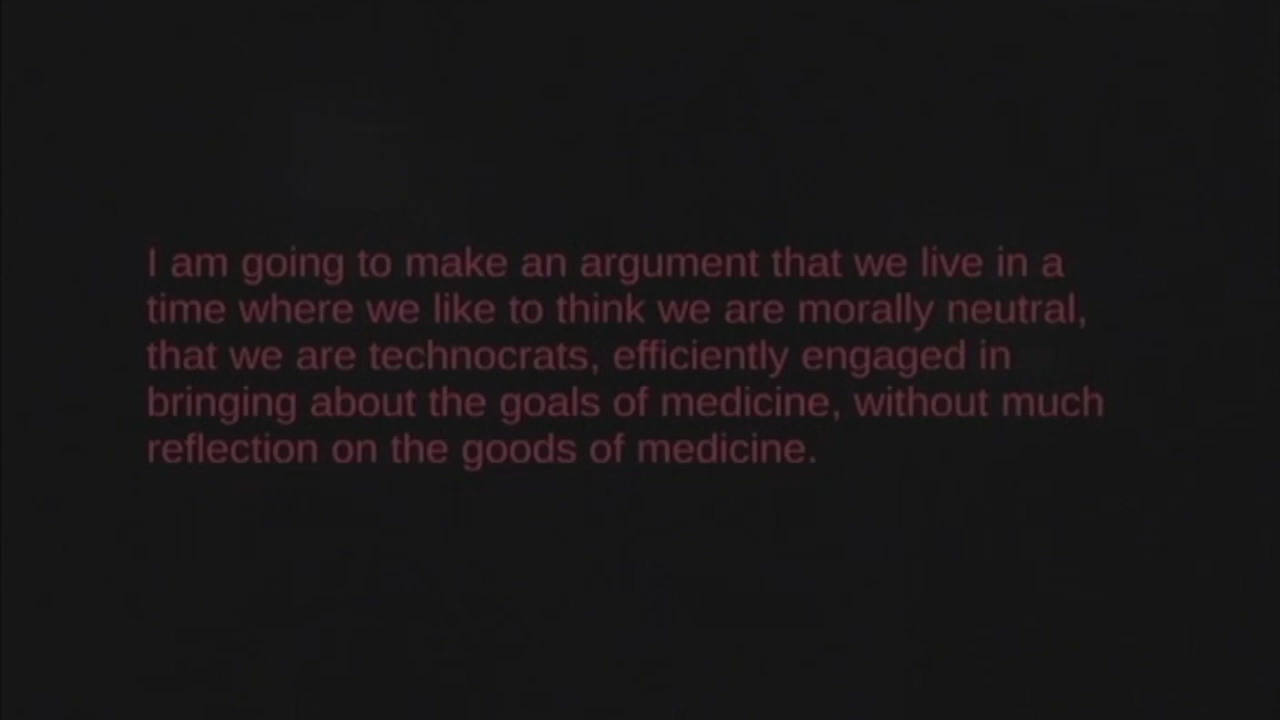 I am going to make an argument that we live in a
time where we like to think we are morally neutral,
that we are technocrats, efficiently engaged in
bringing about the goals of medicine, without much
reflection on the goods of medicine.